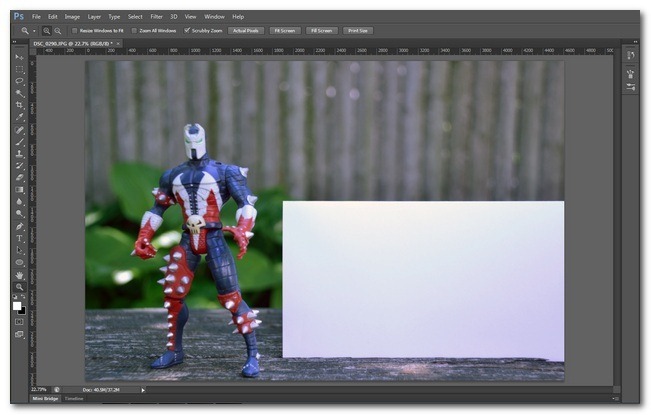 Ps File Edit Image Layer Type Select Filter 3D View Window Help
Resize Windows to Fit Zoom All Windows Scrubby Zoom Actual Pixels Fit Screen Fill Screen Print Size
DSC_0290.JPG @ 22.7% (RGB/8) *
22.73% Doc: 40.5M/37.2M
Mini Bridge Timeline